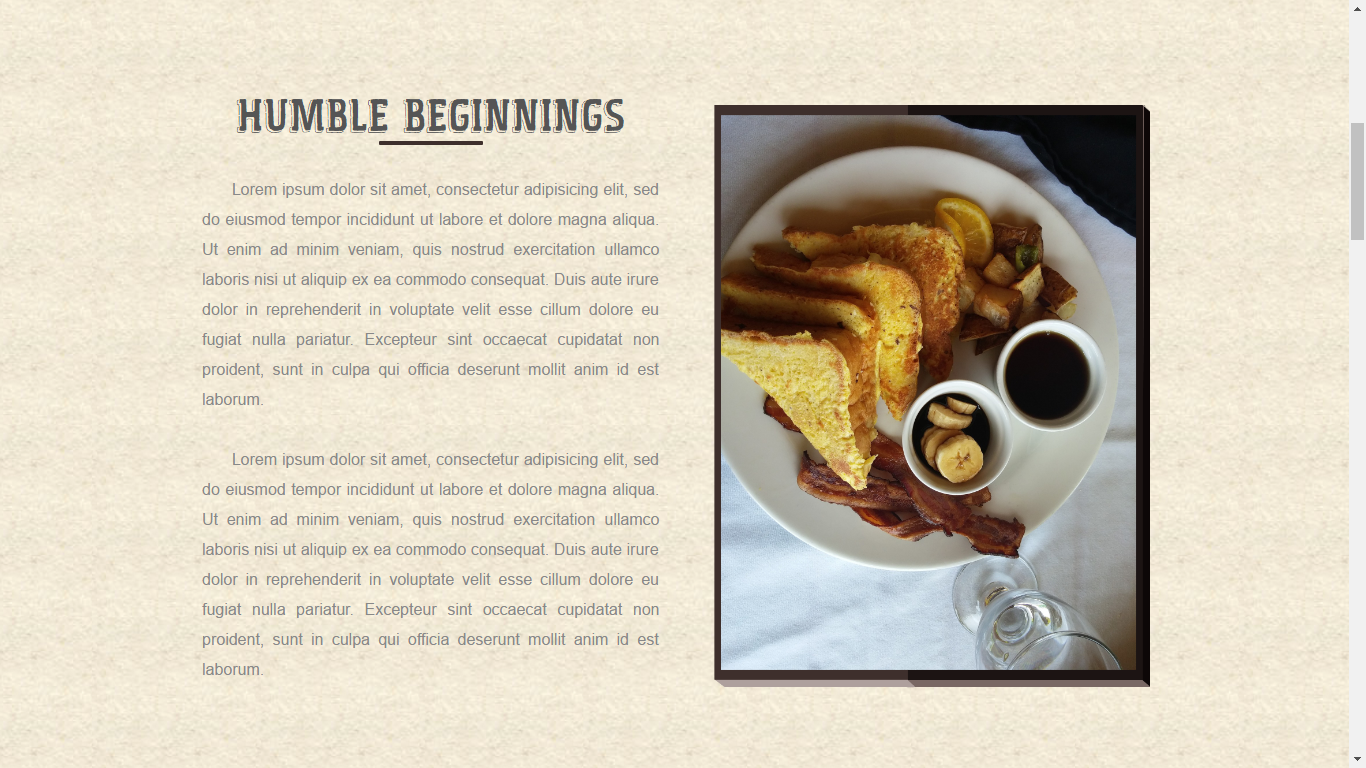 HUMBLE BEGINNINGS
Lorem ipsum dolor sit amet, consectetur adipisicing elit, sed
do eiusmod tempor incididunt ut labore et dolore magna aliqua.
Ut enim ad minim veniam, quis nostrud exercitation ullamco
laboris nisi ut aliquip ex ea commodo consequat. Duis aute irure
dolor in reprehenderit in voluptate velit esse cillum dolore eu
fugiat nulla pariatur. Excepteur sint occaecat cupidatat non
proident, sunt in culpa qui officia deserunt mollit anim id est
laborum.
Lorem ipsum dolor sit amet, consectetur adipisicing elit, sed
do eiusmod tempor incididunt ut labore et dolore magna aliqua.
Ut enim ad minim veniam, quis nostrud exercitation ullamco
laboris nisi ut aliquip ex ea commodo consequat. Duis aute irure
dolor in reprehenderit in voluptate velit esse cillum dolore eu
fugiat nulla pariatur. Excepteur sint occaecat cupidatat non
proident, sunt in culpa qui officia deserunt mollit anim id est
laborum.